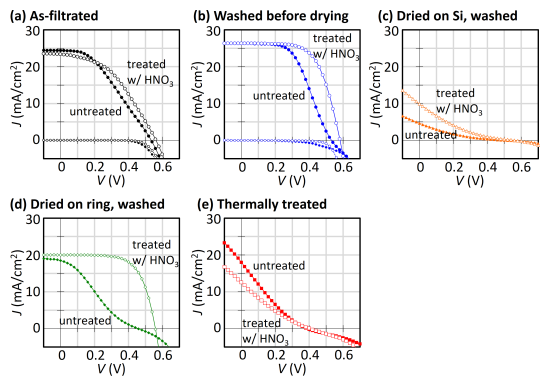 (a) As-filtrated
J (mA/cm²)
30
20
10
0
treated
w/ HNO₃
untreated
0 0.2 0.4 0.6
V (V)
(b) Washed before drying
J (mA/cm²)
30
20
10
0
treated
w/ HNO₃
untreated
0 0.2 0.4 0.6
V (V)
(c) Dried on Si, washed
J (mA/cm²)
30
20
10
0
treated
w/ HNO₃
untreated
0 0.2 0.4 0.6
V (V)
(d) Dried on ring, washed
J (mA/cm²)
30
20
10
0
treated
w/ HNO₃
untreated
0 0.2 0.4 0.6
V (V)
(e) Thermally treated
J (mA/cm²)
30
20
10
0
untreated
treated
w/ HNO₃
0 0.2 0.4 0.6
V (V)